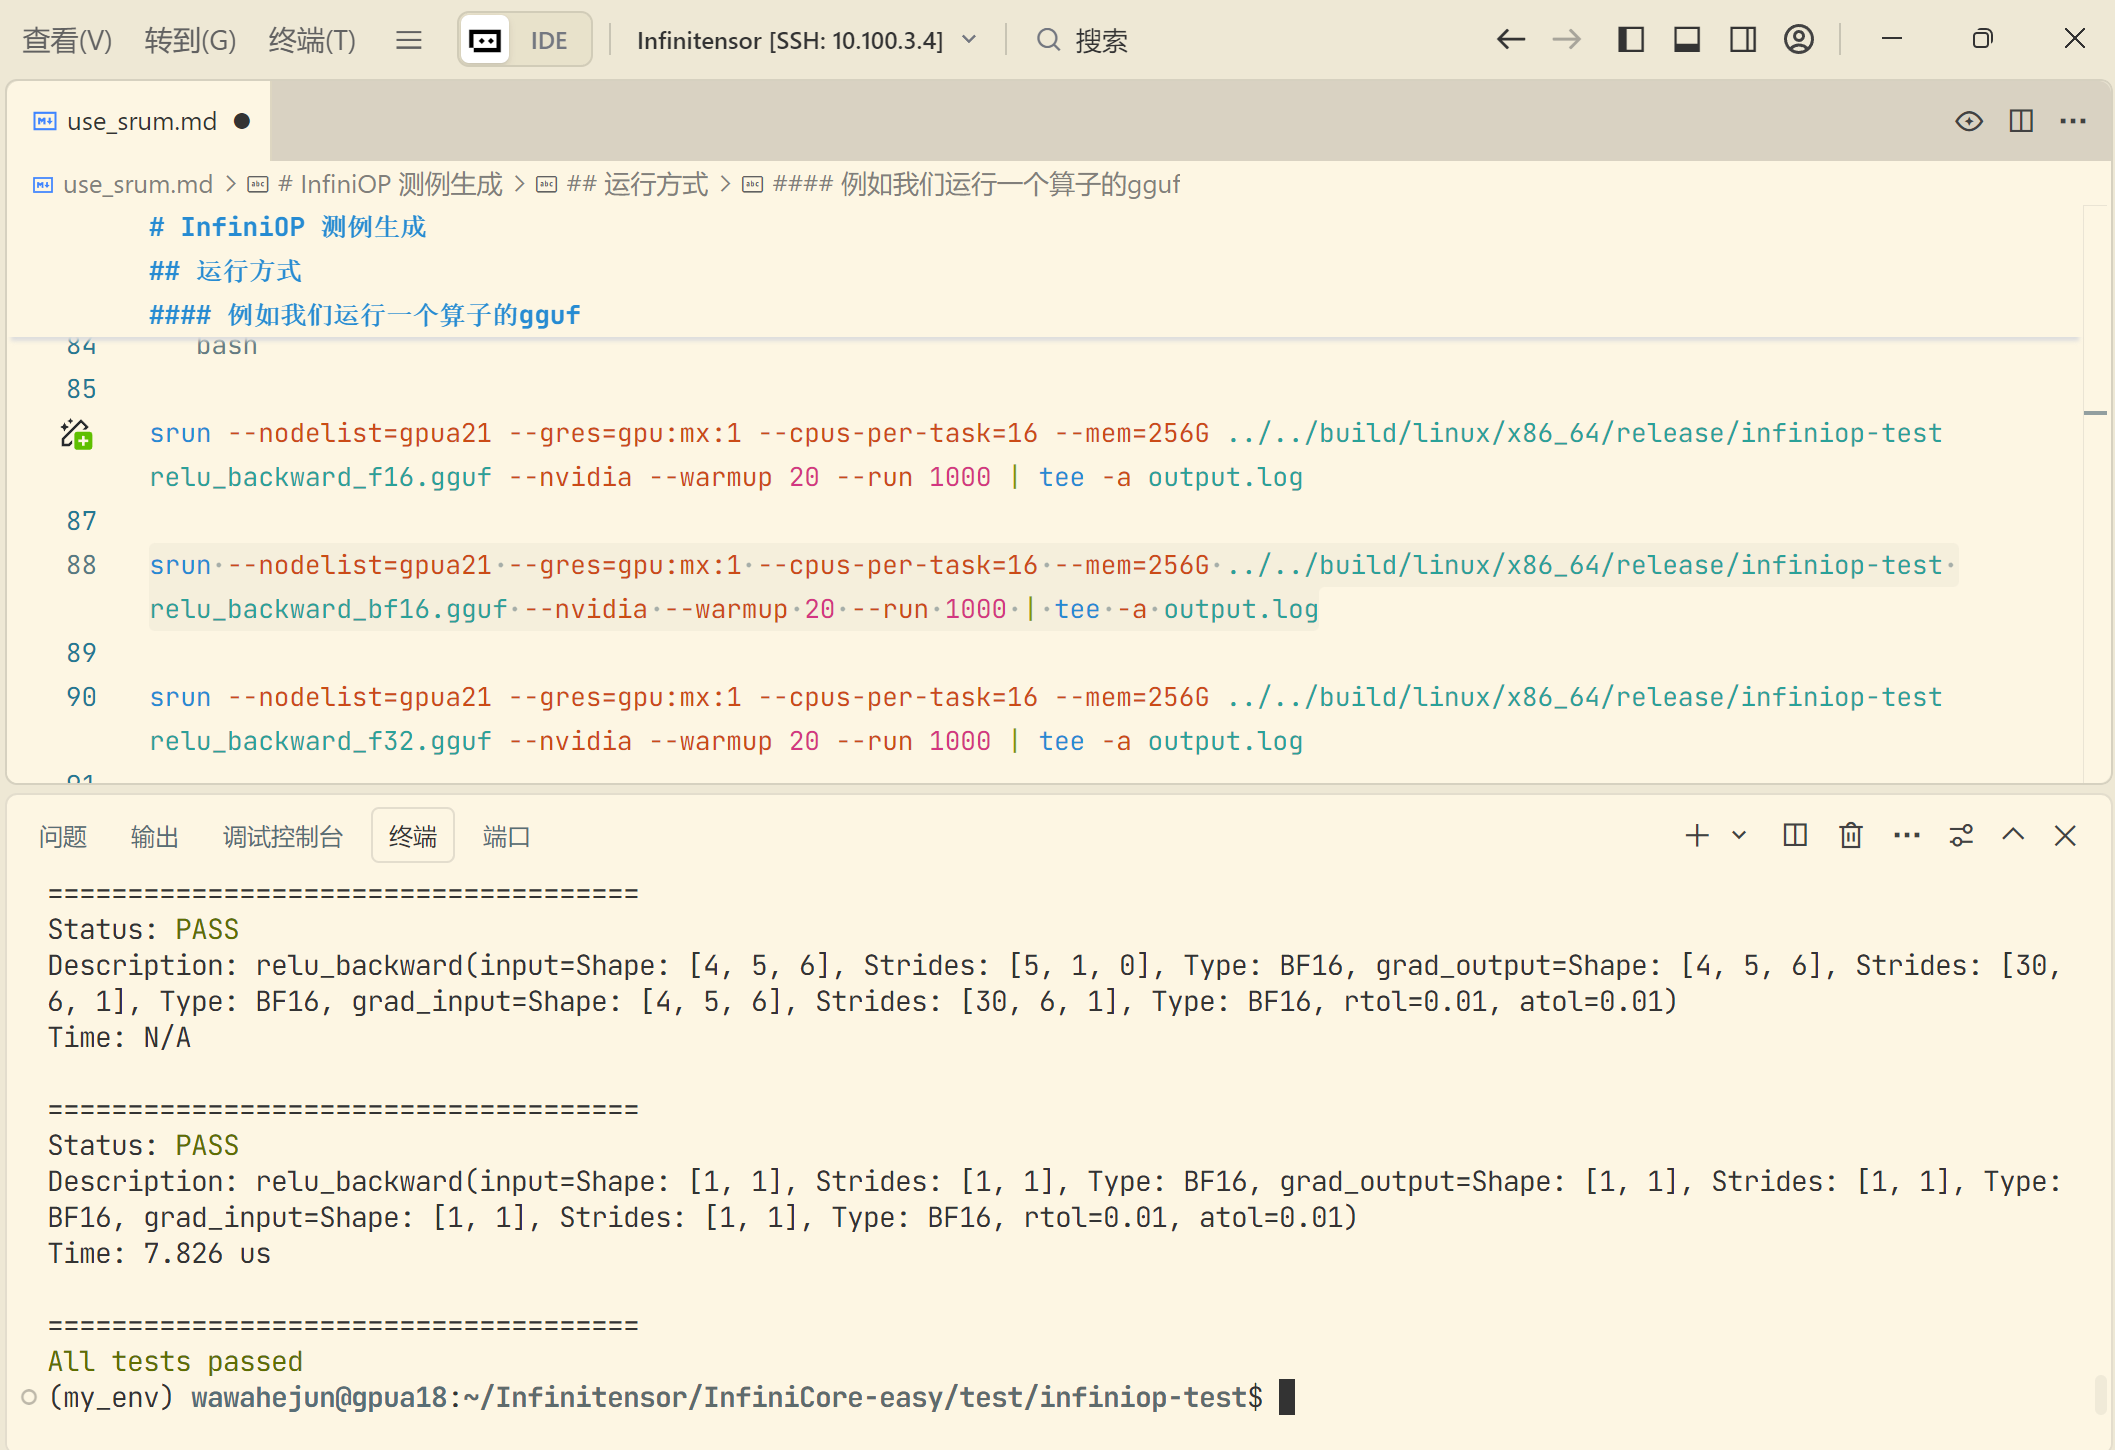 查看(V) 转到(G) 终端(T) IDE Infinitensor [SSH: 10.100.3.4] 搜索
use_srum.md
use_srum.md > # InfiniOP 测例生成 > ## 运行方式 > #### 例如我们运行一个算子的gguf
# InfiniOP 测例生成
## 运行方式
#### 例如我们运行一个算子的gguf
84 bash
85
srun --nodelist=gpua21 --gres=gpu:mx:1 --cpus-per-task=16 --mem=256G ../../build/linux/x86_64/release/infiniop-test
relu_backward_f16.gguf --nvidia --warmup 20 --run 1000 | tee -a output.log
87
88 srun --nodelist=gpua21 --gres=gpu:mx:1 --cpus-per-task=16 --mem=256G ../../build/linux/x86_64/release/infiniop-test
relu_backward_bf16.gguf --nvidia --warmup 20 --run 1000 | tee -a output.log
89
90 srun --nodelist=gpua21 --gres=gpu:mx:1 --cpus-per-task=16 --mem=256G ../../build/linux/x86_64/release/infiniop-test
relu_backward_f32.gguf --nvidia --warmup 20 --run 1000 | tee -a output.log
91
问题 输出 调试控制台 终端 端口
=====================================
Status: PASS
Description: relu_backward(input=Shape: [4, 5, 6], Strides: [5, 1, 0], Type: BF16, grad_output=Shape: [4, 5, 6], Strides: [30,
6, 1], Type: BF16, grad_input=Shape: [4, 5, 6], Strides: [30, 6, 1], Type: BF16, rtol=0.01, atol=0.01)
Time: N/A
=====================================
Status: PASS
Description: relu_backward(input=Shape: [1, 1], Strides: [1, 1], Type: BF16, grad_output=Shape: [1, 1], Strides: [1, 1], Type:
BF16, grad_input=Shape: [1, 1], Strides: [1, 1], Type: BF16, rtol=0.01, atol=0.01)
Time: 7.826 us
=====================================
All tests passed
(my_env) wawahejun@gpua18:~/Infinitensor/InfiniCore-easy/test/infiniop-test$